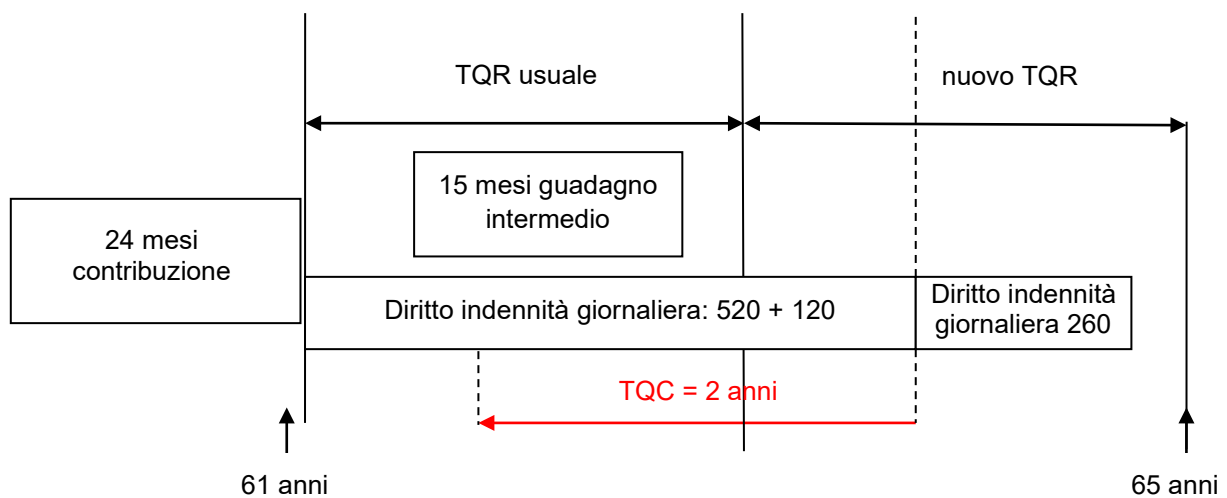 TQR usuale
nuovo TQR
15 mesi guadagno
intermedio
24 mesi
contribuzione
Diritto indennità giornaliera: 520 + 120
Diritto indennità
giornaliera 260
TQC = 2 anni
61 anni
65 anni